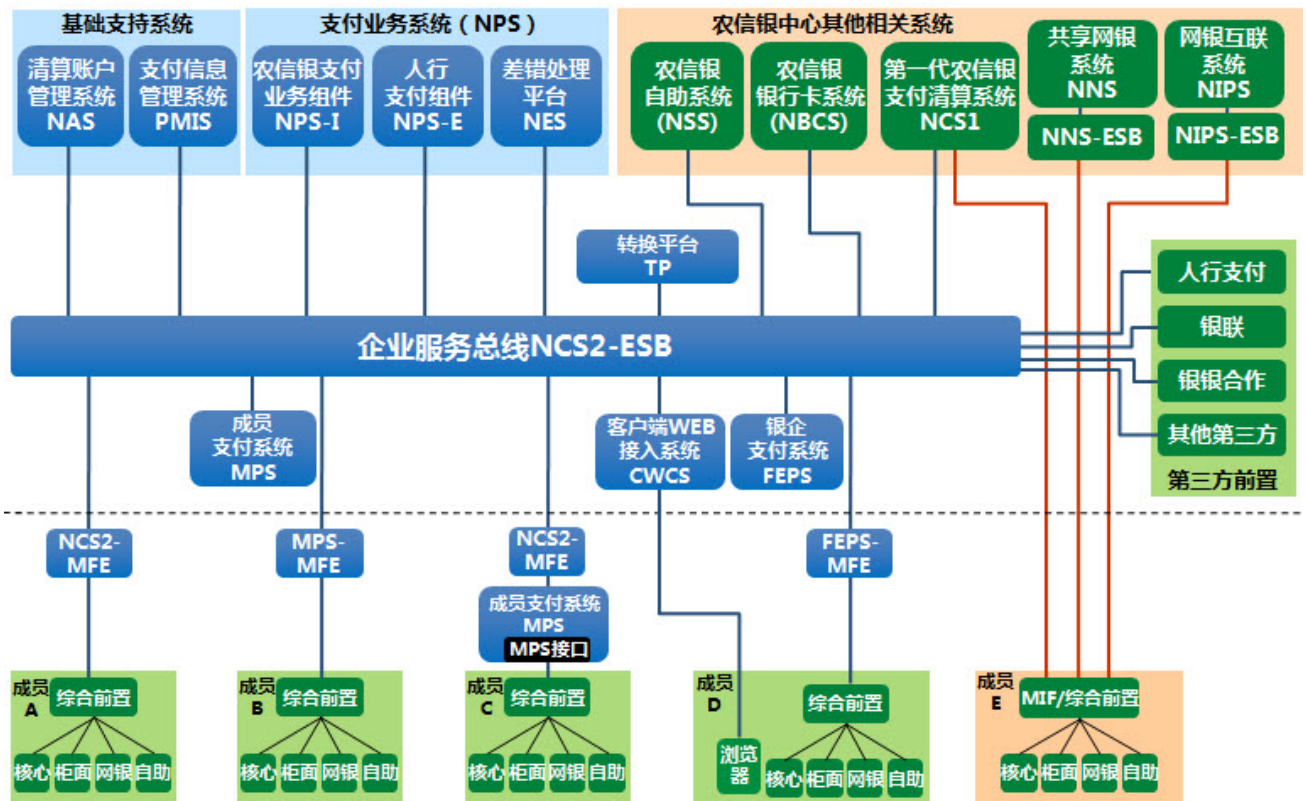 基础支持系统
支付业务系统（NPS）
农信银中心其他相关系统
清算账户
管理系统
NAS
支付信息
管理系统
PMIS
农信银支付
业务组件
NPS-I
人行
支付组件
NPS-E
差错处理
平台
NES
农信银
自助系统
(NSS)
农信银
银行卡系统
(NBCS)
第一代农信银
支付清算系统
NCS1
共享网银
系统
NNS
NNS-ESB
网银互联
系统
NIPS
NIPS-ESB
转换平台
TP
企业服务总线NCS2-ESB
人行支付
银联
银银合作
其他第三方
第三方前置
成员
支付系统
MPS
客户端WEB
接入系统
CWCS
银企
支付系统
FEPS
NCS2-
MFE
MPS-
MFE
NCS2-
MFE
FEPS-
MFE
成员支付系统
MPS
MPS接口
成员
A
综合前置
核心
柜面
网银
自助
成员
B
综合前置
核心
柜面
网银
自助
成员
C
综合前置
核心
柜面
网银
自助
成员
D
综合前置
浏览
器
核心
柜面
网银
自助
成员
E
MIF/综合前置
核心
柜面
网银
自助